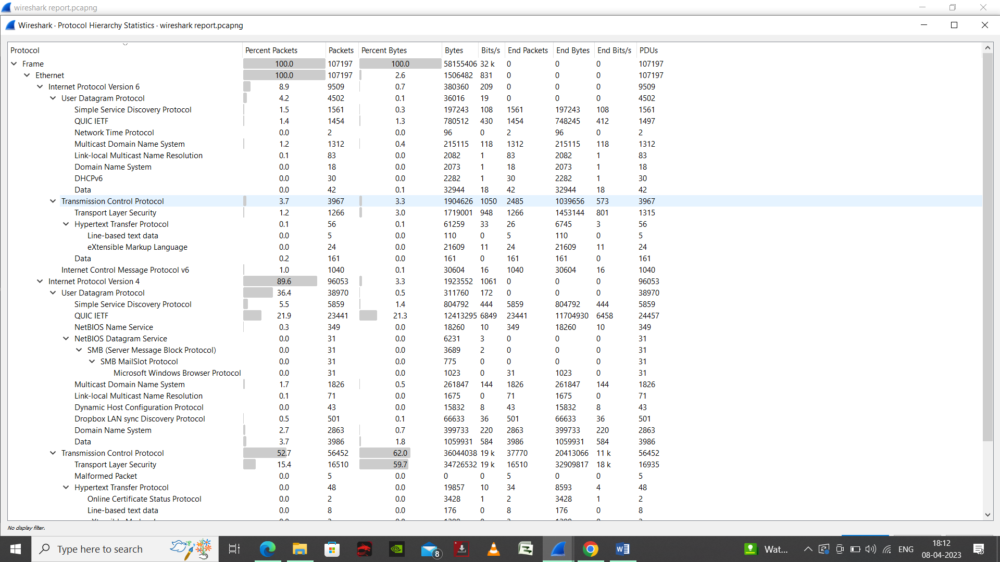 wireshark report.pcapng
Wireshark · Protocol Hierarchy Statistics · wireshark report.pcapng
Protocol Percent Packets Packets Percent Bytes Bytes Bits/s End Packets End Bytes End Bits/s PDUs
Frame 100.0 107197 100.0 58155406 32 k 0 0 0 107197
Ethernet 100.0 107197 2.6 1506482 831 0 0 0 107197
Internet Protocol Version 6 8.9 9509 0.7 380360 209 0 0 0 9509
User Datagram Protocol 4.2 4502 0.1 36016 19 0 0 0 4502
Simple Service Discovery Protocol 1.5 1561 0.3 197243 108 1561 197243 108 1561
QUIC IETF 1.4 1454 1.3 780512 430 1454 748245 412 1497
Network Time Protocol 0.0 2 0.0 96 0 2 96 0 2
Multicast Domain Name System 1.2 1312 0.4 215115 118 1312 215115 118 1312
Link-local Multicast Name Resolution 0.1 83 0.0 2082 1 83 2082 1 83
Domain Name System 0.0 18 0.0 2073 1 18 2073 1 18
DHCPv6 0.0 30 0.0 2282 1 30 2282 1 30
Data 0.0 42 0.1 32944 18 42 32944 18 42
Transmission Control Protocol 3.7 3967 3.3 1904626 1050 2485 1039656 573 3967
Transport Layer Security 1.2 1266 3.0 1719001 948 1266 1453144 801 1315
Hypertext Transfer Protocol 0.1 56 0.1 61259 33 26 6745 3 56
Line-based text data 0.0 5 0.0 110 0 5 110 0 5
eXtensible Markup Language 0.0 24 0.0 21609 11 24 21609 11 24
Data 0.2 161 0.0 161 0 161 161 0 161
Internet Control Message Protocol v6 1.0 1040 0.1 30604 16 1040 30604 16 1040
Internet Protocol Version 4 89.6 96053 3.3 1923552 1061 0 0 0 96053
User Datagram Protocol 36.4 38970 0.5 311760 172 0 0 0 38970
Simple Service Discovery Protocol 5.5 5859 1.4 804792 444 5859 804792 444 5859
QUIC IETF 21.9 23441 21.3 12413295 6849 23441 11704930 6458 24457
NetBIOS Name Service 0.3 349 0.0 18260 10 349 18260 10 349
NetBIOS Datagram Service 0.0 31 0.0 6231 3 0 0 0 31
SMB (Server Message Block Protocol) 0.0 31 0.0 3689 2 0 0 0 31
SMB MailSlot Protocol 0.0 31 0.0 775 0 0 0 0 31
Microsoft Windows Browser Protocol 0.0 31 0.0 1023 0 31 1023 0 31
Multicast Domain Name System 1.7 1826 0.5 261847 144 1826 261847 144 1826
Link-local Multicast Name Resolution 0.1 71 0.0 1675 0 71 1675 0 71
Dynamic Host Configuration Protocol 0.0 43 0.0 15832 8 43 15832 8 43
Dropbox LAN sync Discovery Protocol 0.5 501 0.1 66633 36 501 66633 36 501
Domain Name System 2.7 2863 0.7 399733 220 2863 399733 220 2863
Data 3.7 3986 1.8 1059931 584 3986 1059931 584 3986
Transmission Control Protocol 52.7 56452 62.0 36044038 19 k 37770 20413066 11 k 56452
Transport Layer Security 15.4 16510 59.7 34726532 19 k 16510 32909817 18 k 16935
Malformed Packet 0.0 5 0.0 0 0 5 0 0 5
Hypertext Transfer Protocol 0.0 48 0.0 19857 10 34 8593 4 48
Online Certificate Status Protocol 0.0 2 0.0 3428 1 2 3428 1 2
Line-based text data 0.0 8 0.0 176 0 8 176 0 8
No display filter.
Type here to search
8
Wat...
ENG
18:12
08-04-2023